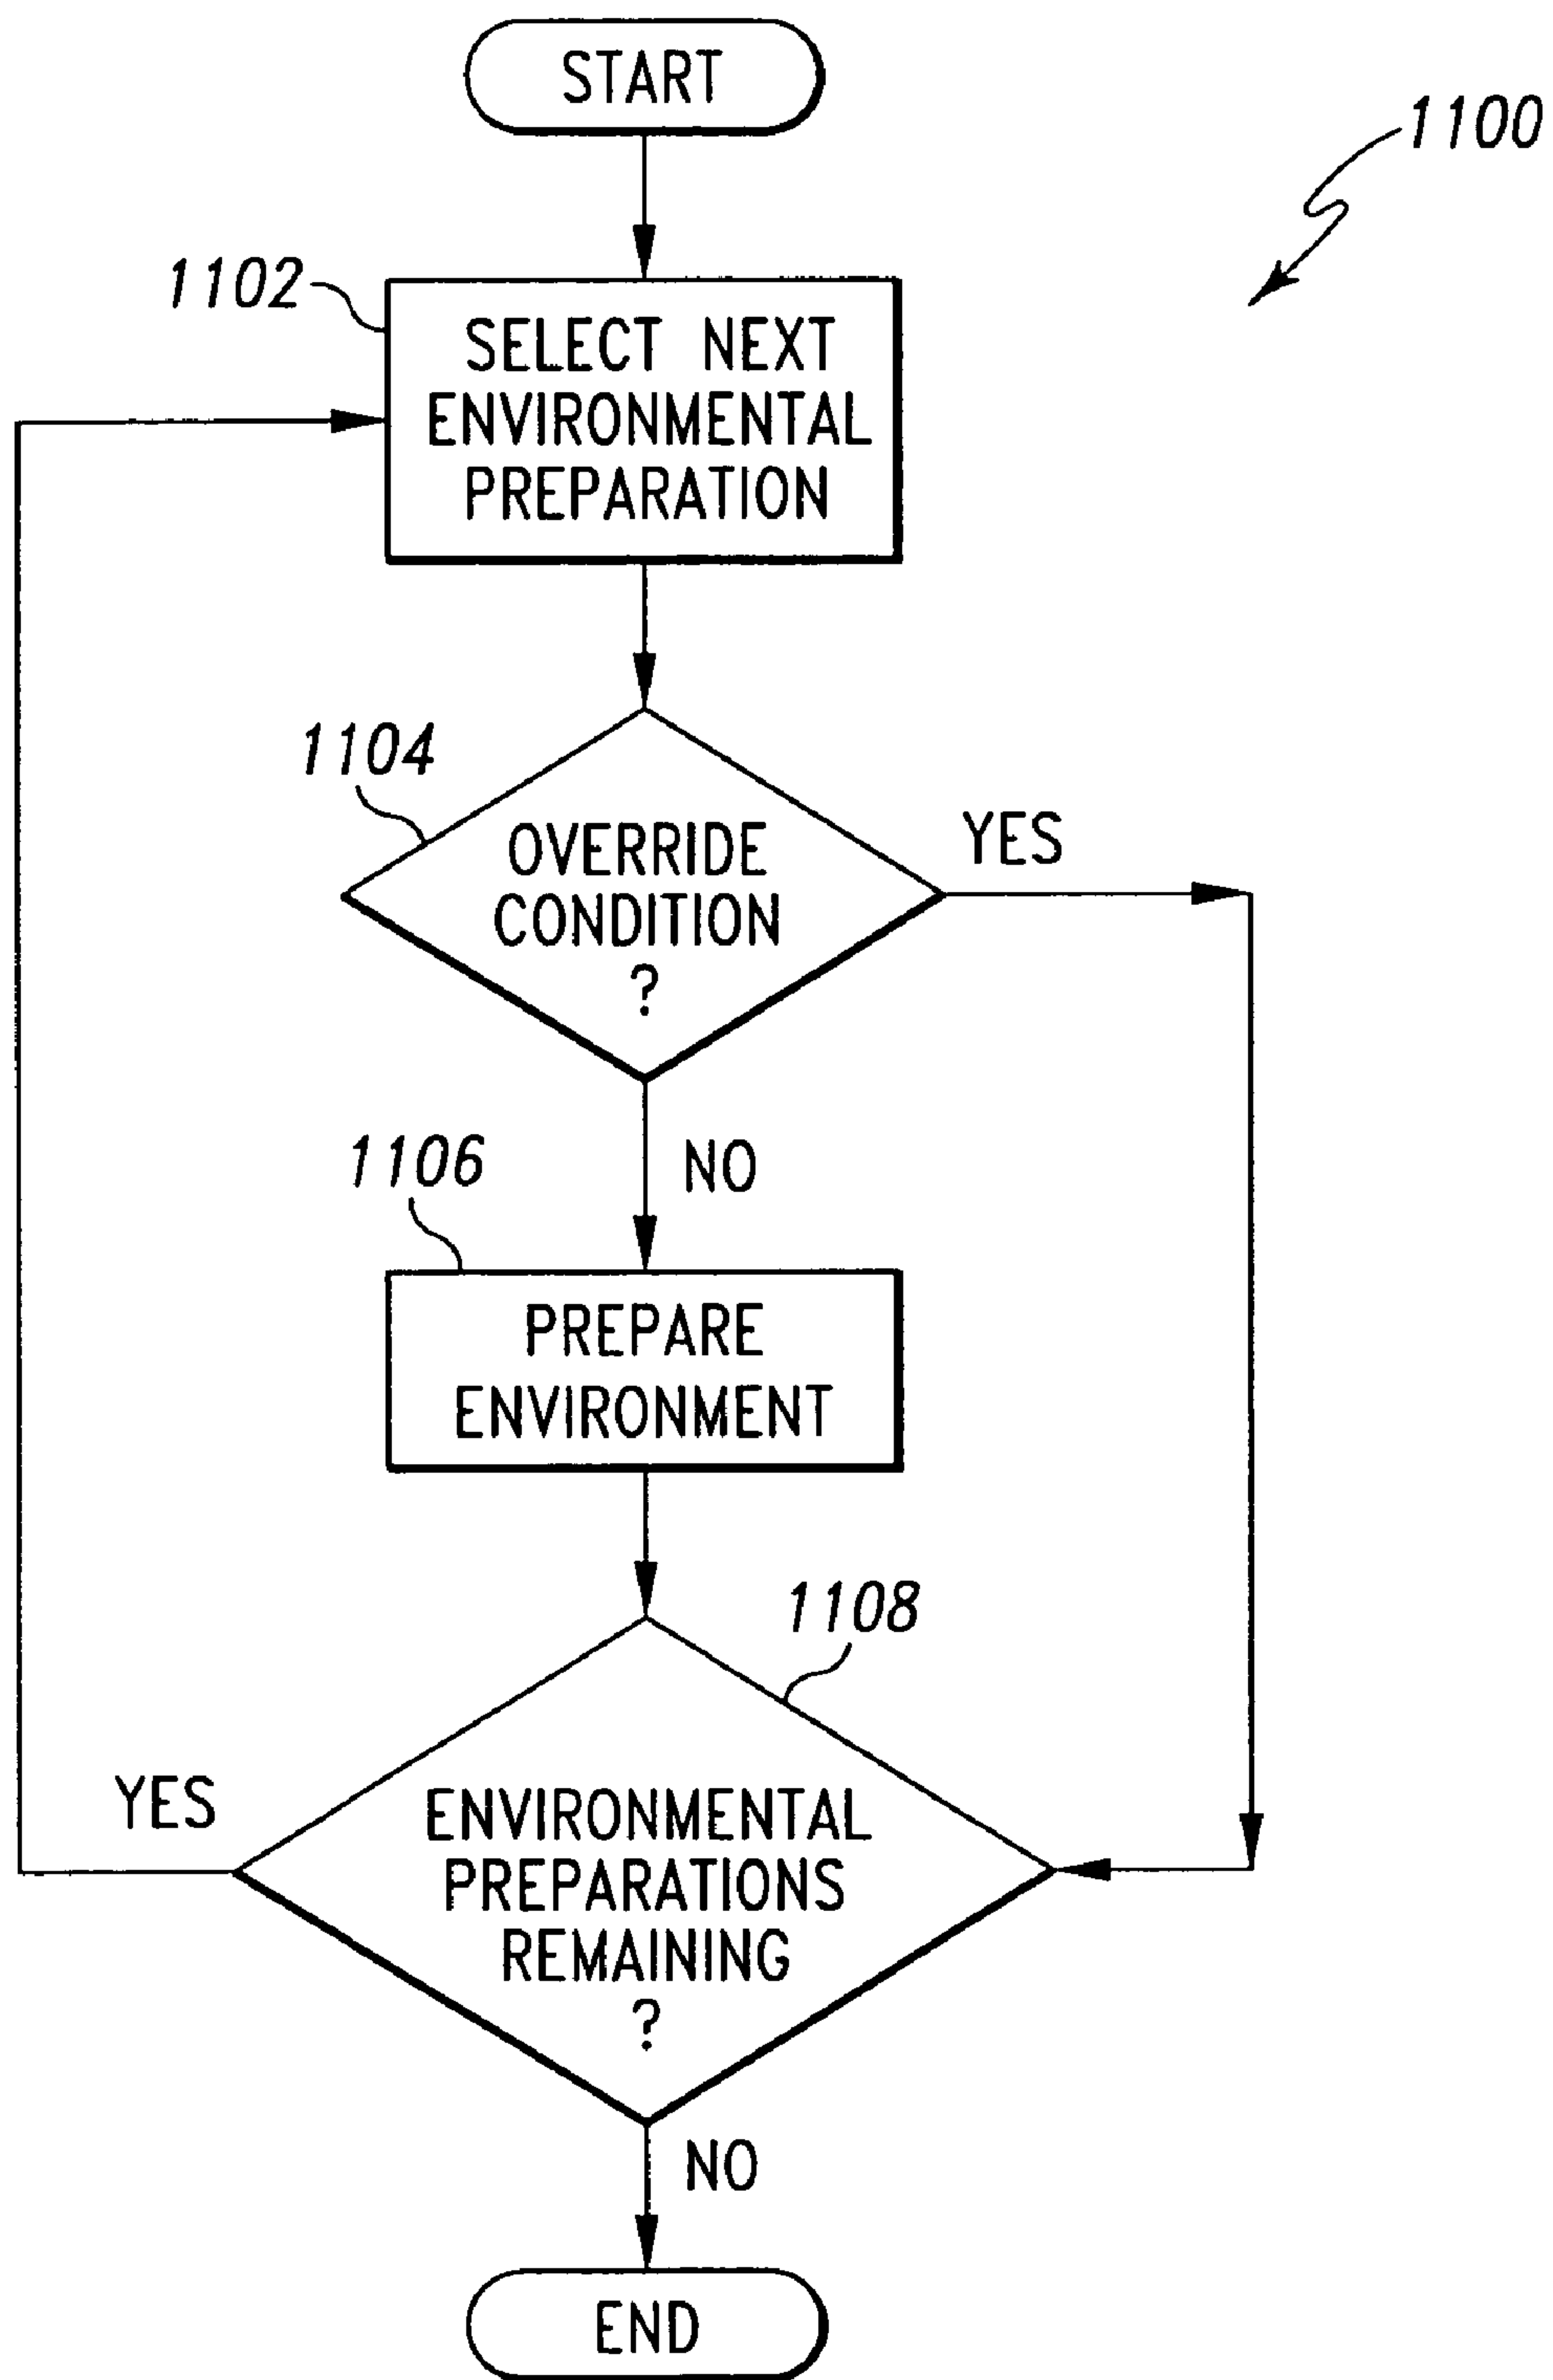 START
1100
1102
SELECT NEXT
ENVIRONMENTAL
PREPARATION
1104
OVERRIDE
CONDITION
?
YES
NO
1106
PREPARE
ENVIRONMENT
1108
ENVIRONMENTAL
PREPARATIONS
REMAINING
?
YES
NO
END